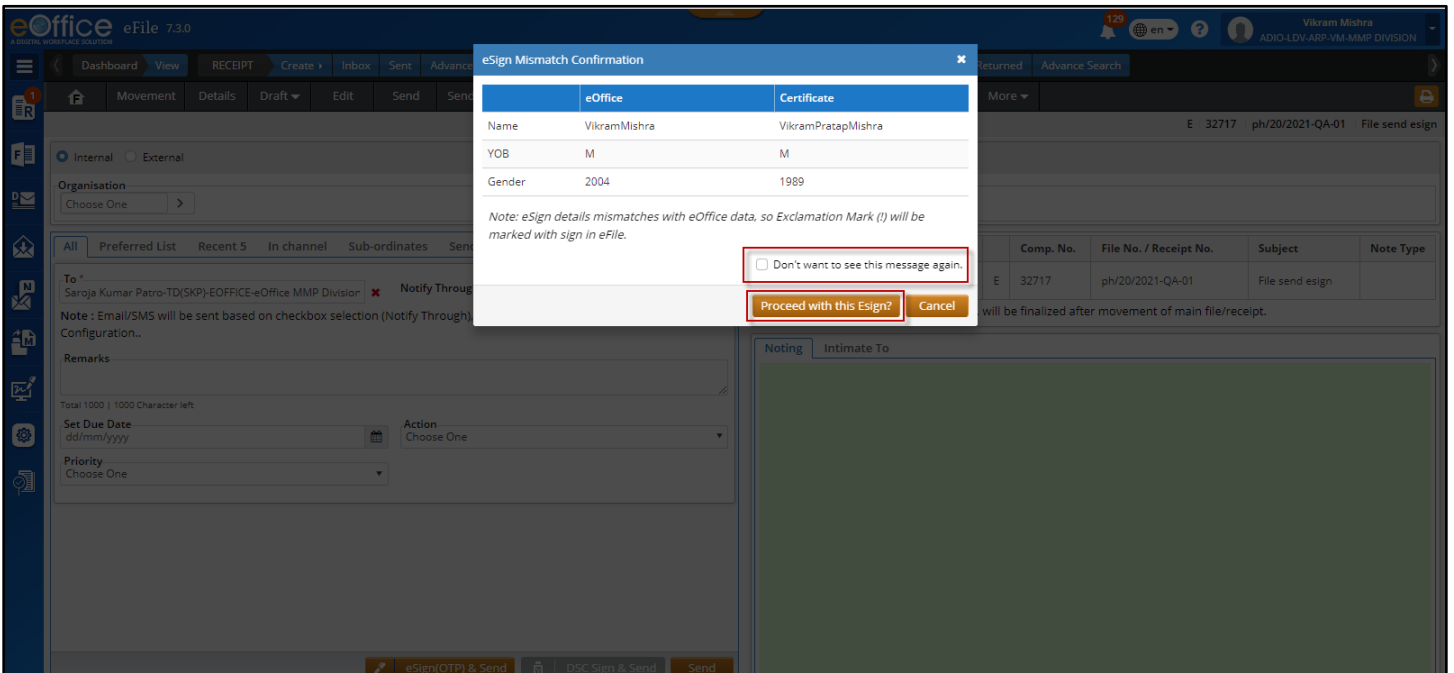 eOffice eFile 7.3.0
A DIGITAL WORKPLACE SOLUTION
129 en ? Vikram Mishra
ADIO-LDV-ARP-VM-MMP DIVISION
Dashboard View RECEIPT Create Inbox Sent Advance Returned Advance Search
1 Movement Details Draft Edit Send Send More
E 32717 ph/20/2021-QA-01 File send esign
eSign Mismatch Confirmation
eOffice Certificate
Name VikramMishra VikramPratapMishra
YOB M M
Gender 2004 1989
Note: eSign details mismatches with eOffice data, so Exclamation Mark (!) will be
marked with sign in eFile.
Don't want to see this message again.
Proceed with this Esign? Cancel
Internal External
Organisation
Choose One
All Preferred List Recent 5 In channel Sub-ordinates
To *
Saroja Kumar Patro-TD(SKP)-EOFFICE-eOffice MMP Division Notify Through
Note : Email/SMS will be sent based on checkbox selection (Notify Through)
Configuration..
Remarks
Total 1000 | 1000 Character left
Set Due Date
dd/mm/yyyy
Action
Choose One
Priority
Choose One
eSign(OTP) & Send DSC Sign & Send Send
Comp. No. File No. / Receipt No. Subject Note Type
E 32717 ph/20/2021-QA-01 File send esign
will be finalized after movement of main file/receipt.
Noting Intimate To